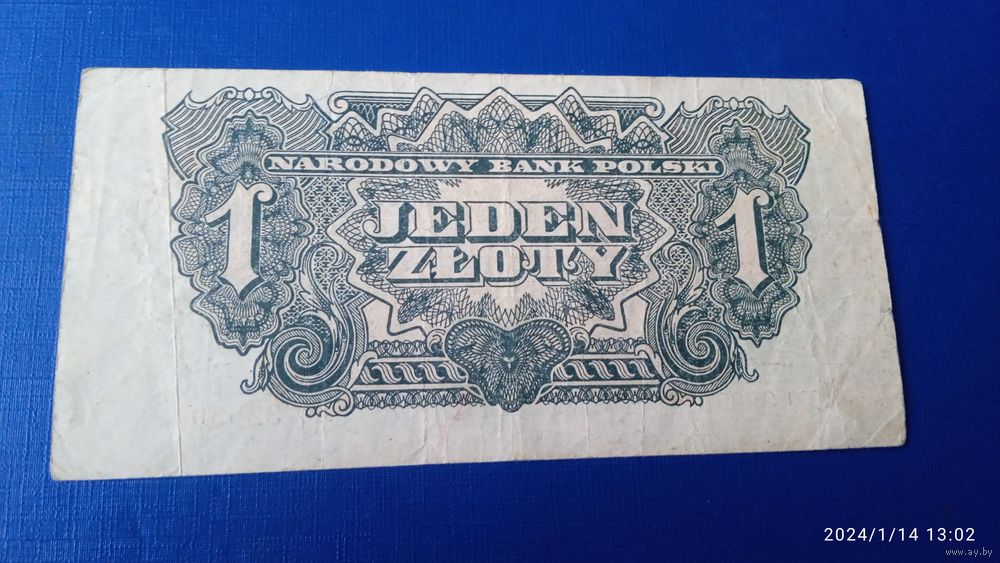 NARODOWY BANK POLSKI
1 JEDEN 1
ZŁOTY
2024/1/14 13:02
www.ay.by